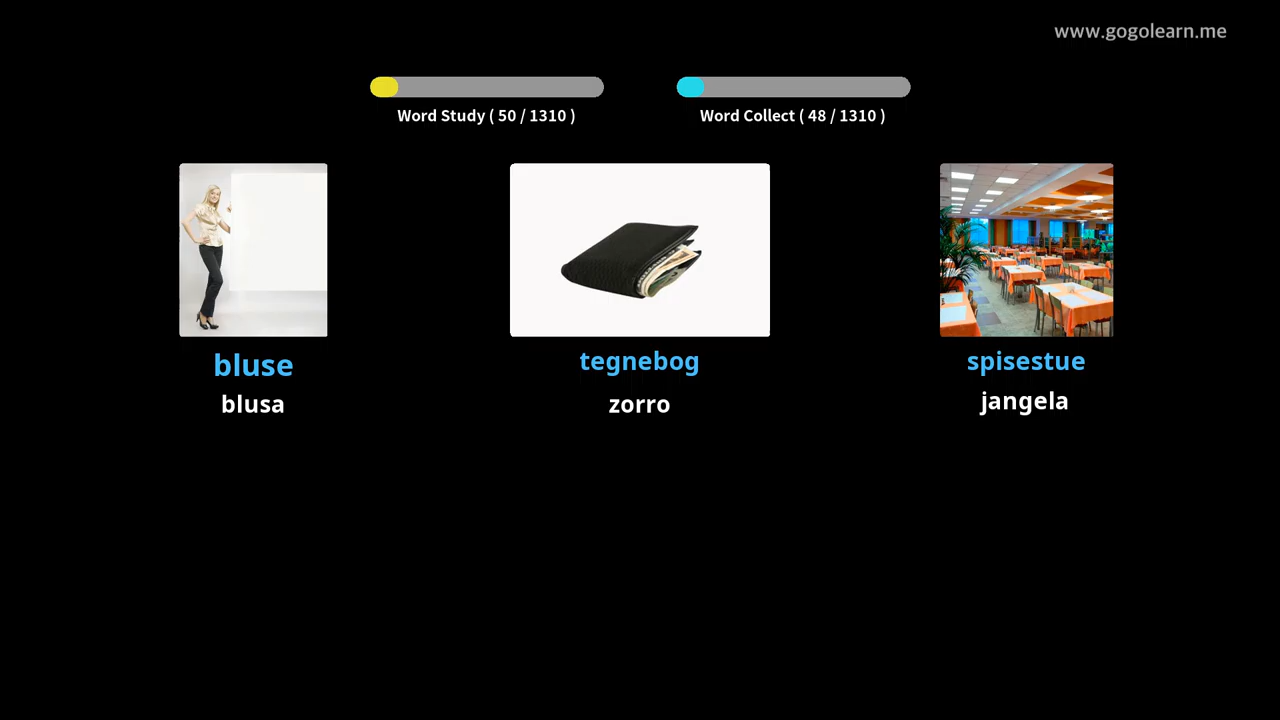 www.gogolearn.me
Word Study ( 50 / 1310 )
Word Collect ( 48 / 1310 )
bluse
tegnebog
spisestue
blusa
zorro
jangela